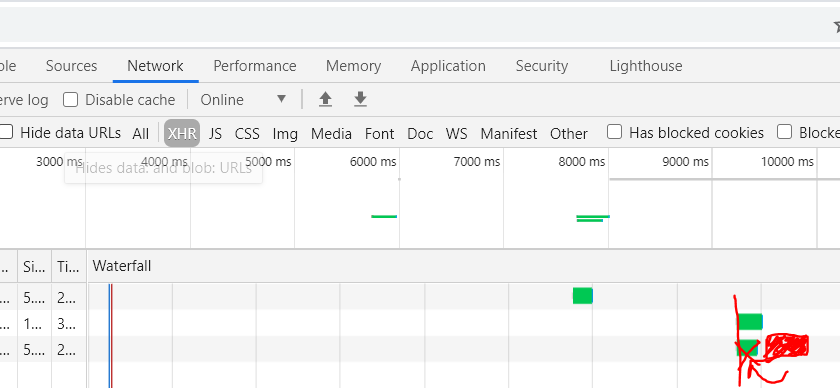 ole Sources Network Performance Memory Application Security Lighthouse
erve log Disable cache Online
Hide data URLs All XHR JS CSS Img Media Font Doc WS Manifest Other Has blocked cookies Blocke
3000 ms 4000 ms 5000 ms 6000 ms 7000 ms 8000 ms 9000 ms 10000 ms
Hides data: and blob: URLs
... Si... Ti... Waterfall
... 5.... 2...
... 1... 3...
... 5.... 2...